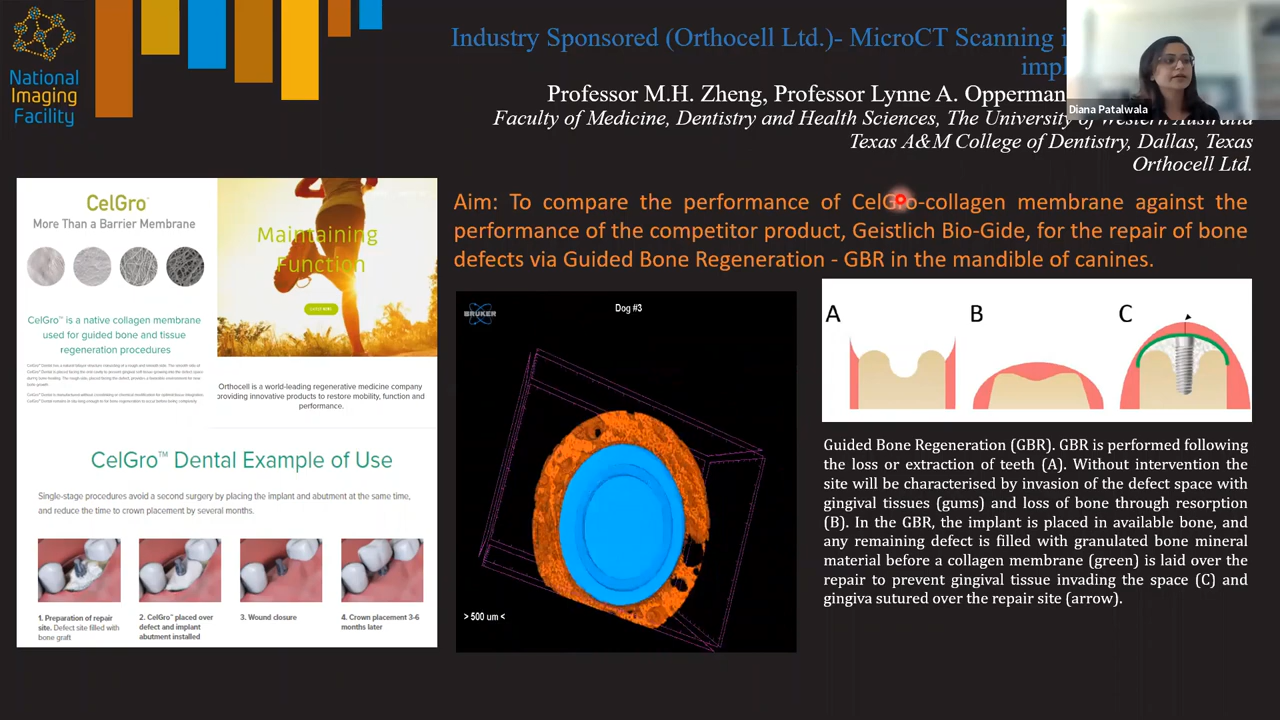 National
Imaging
Facility
Industry Sponsored (Orthocell Ltd.)- MicroCT Scanning
Professor M.H. Zheng, Professor Lynne A.
Faculty of Medicine, Dentistry and Health Sciences, The University of Western Australia
Texas A&M College of Dentistry, Dallas, Texas
Orthocell Ltd.
Diana Patalwala
CelGro™
More Than a Barrier Membrane
CelGro™ is a native collagen membrane
used for guided bone and tissue
regeneration procedures
Maintaining
Function
Orthocell is a world-leading regenerative medicine company
providing innovative products to restore mobility, function and
performance.
CelGro™ Dental Example of Use
Single-stage procedures avoid a second surgery by placing the implant and abutment at the same time,
and reduce the time to crown placement by several months.
1. Preparation of repair
site. Defect site filled with
bone graft
2. CelGro™ placed over
defect and implant
abutment installed
3. Wound closure
4. Crown placement 3-6
months later
Aim: To compare the performance of CelGro-collagen membrane against the
performance of the competitor product, Geistlich Bio-Gide, for the repair of bone
defects via Guided Bone Regeneration - GBR in the mandible of canines.
BRUKER
Dog #3
> 500 um <
A
B
C
Guided Bone Regeneration (GBR). GBR is performed following
the loss or extraction of teeth (A). Without intervention the
site will be characterised by invasion of the defect space with
gingival tissues (gums) and loss of bone through resorption
(B). In the GBR, the implant is placed in available bone, and
any remaining defect is filled with granulated bone mineral
material before a collagen membrane (green) is laid over the
repair to prevent gingival tissue invading the space (C) and
gingiva sutured over the repair site (arrow).